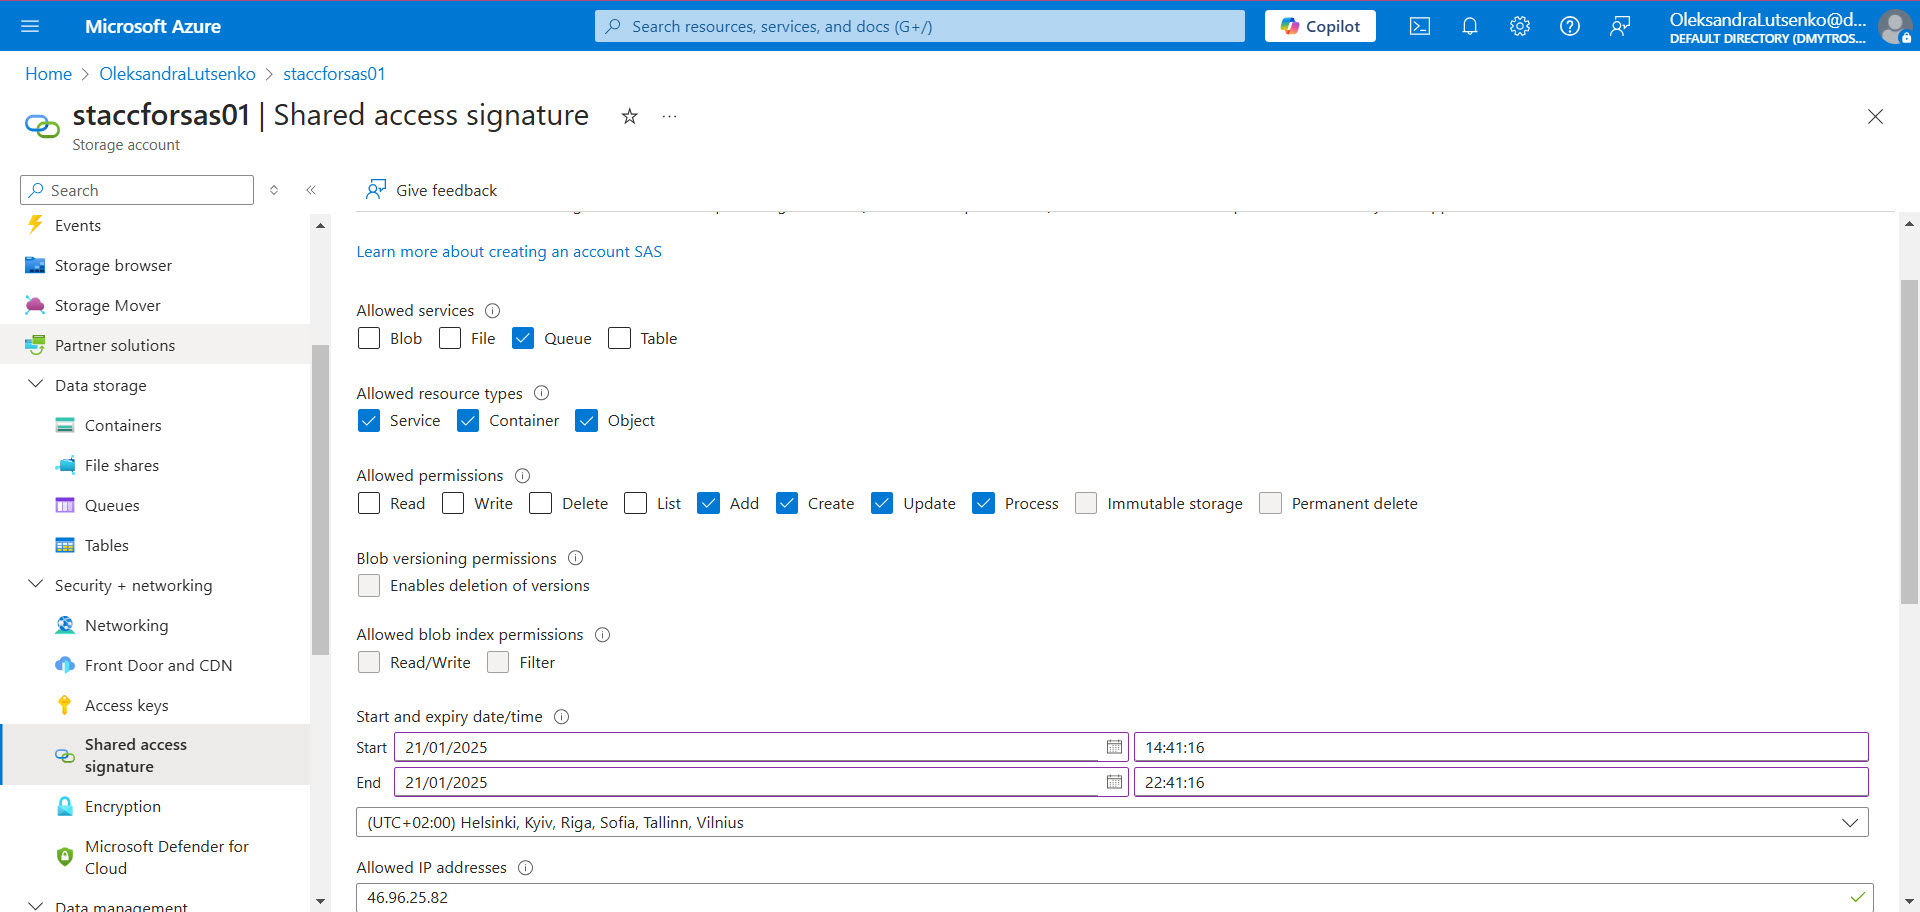 Microsoft Azure
Search resources, services, and docs (G+/)
Copilot
OleksandraLutsenko@d...
DEFAULT DIRECTORY (DMYTROS...
Home > OleksandraLutsenko > staccforsas01
staccforsas01 | Shared access signature
Storage account
Search
Give feedback
Events
Storage browser
Storage Mover
Partner solutions
Data storage
Containers
File shares
Queues
Tables
Security + networking
Networking
Front Door and CDN
Access keys
Shared access
signature
Encryption
Microsoft Defender for
Cloud
Data management
Learn more about creating an account SAS
Allowed services
Blob File Queue Table
Allowed resource types
Service Container Object
Allowed permissions
Read Write Delete List Add Create Update Process Immutable storage Permanent delete
Blob versioning permissions
Enables deletion of versions
Allowed blob index permissions
Read/Write Filter
Start and expiry date/time
Start 21/01/2025 14:41:16
End 21/01/2025 22:41:16
(UTC+02:00) Helsinki, Kyiv, Riga, Sofia, Tallinn, Vilnius
Allowed IP addresses
46.96.25.82